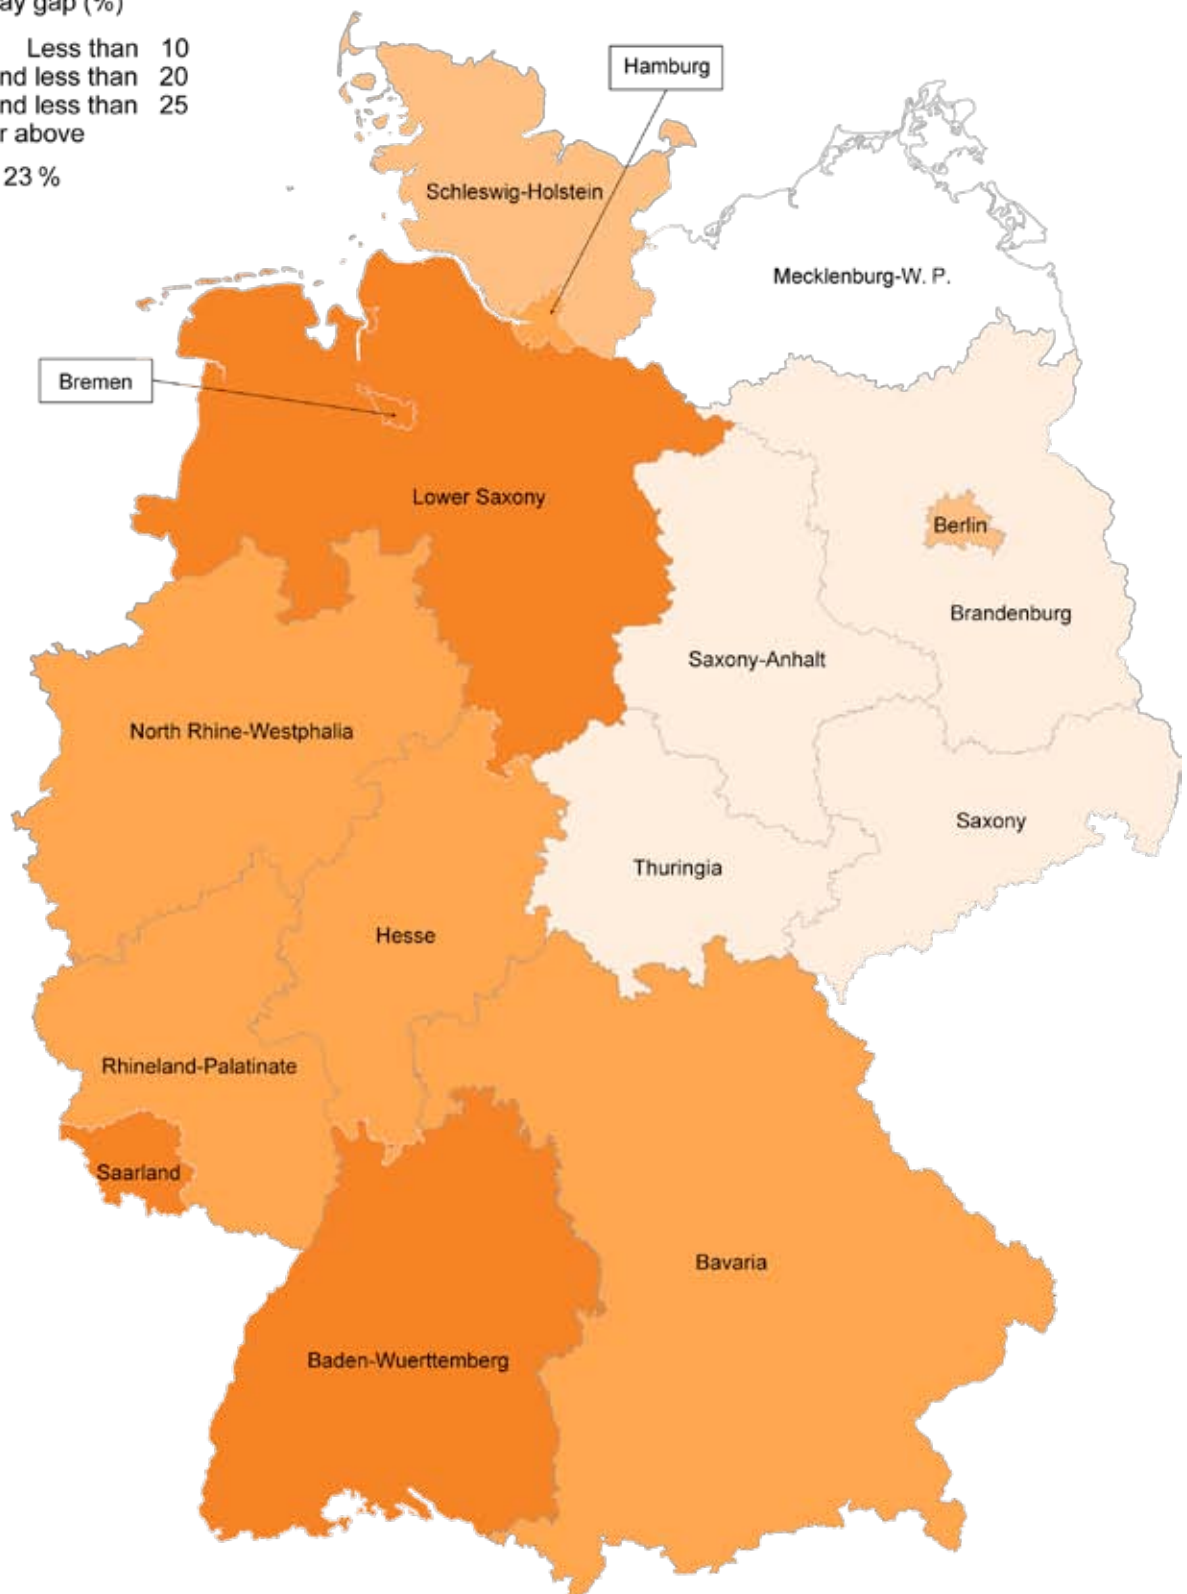 ay gap (%)
Less than 10
nd less than 20
nd less than 25
r above
23 %
Hamburg
Schleswig-Holstein
Mecklenburg-W. P.
Bremen
Lower Saxony
Berlin
Brandenburg
Saxony-Anhalt
North Rhine-Westphalia
Saxony
Thuringia
Hesse
Rhineland-Palatinate
Saarland
Bavaria
Baden-Wuerttemberg